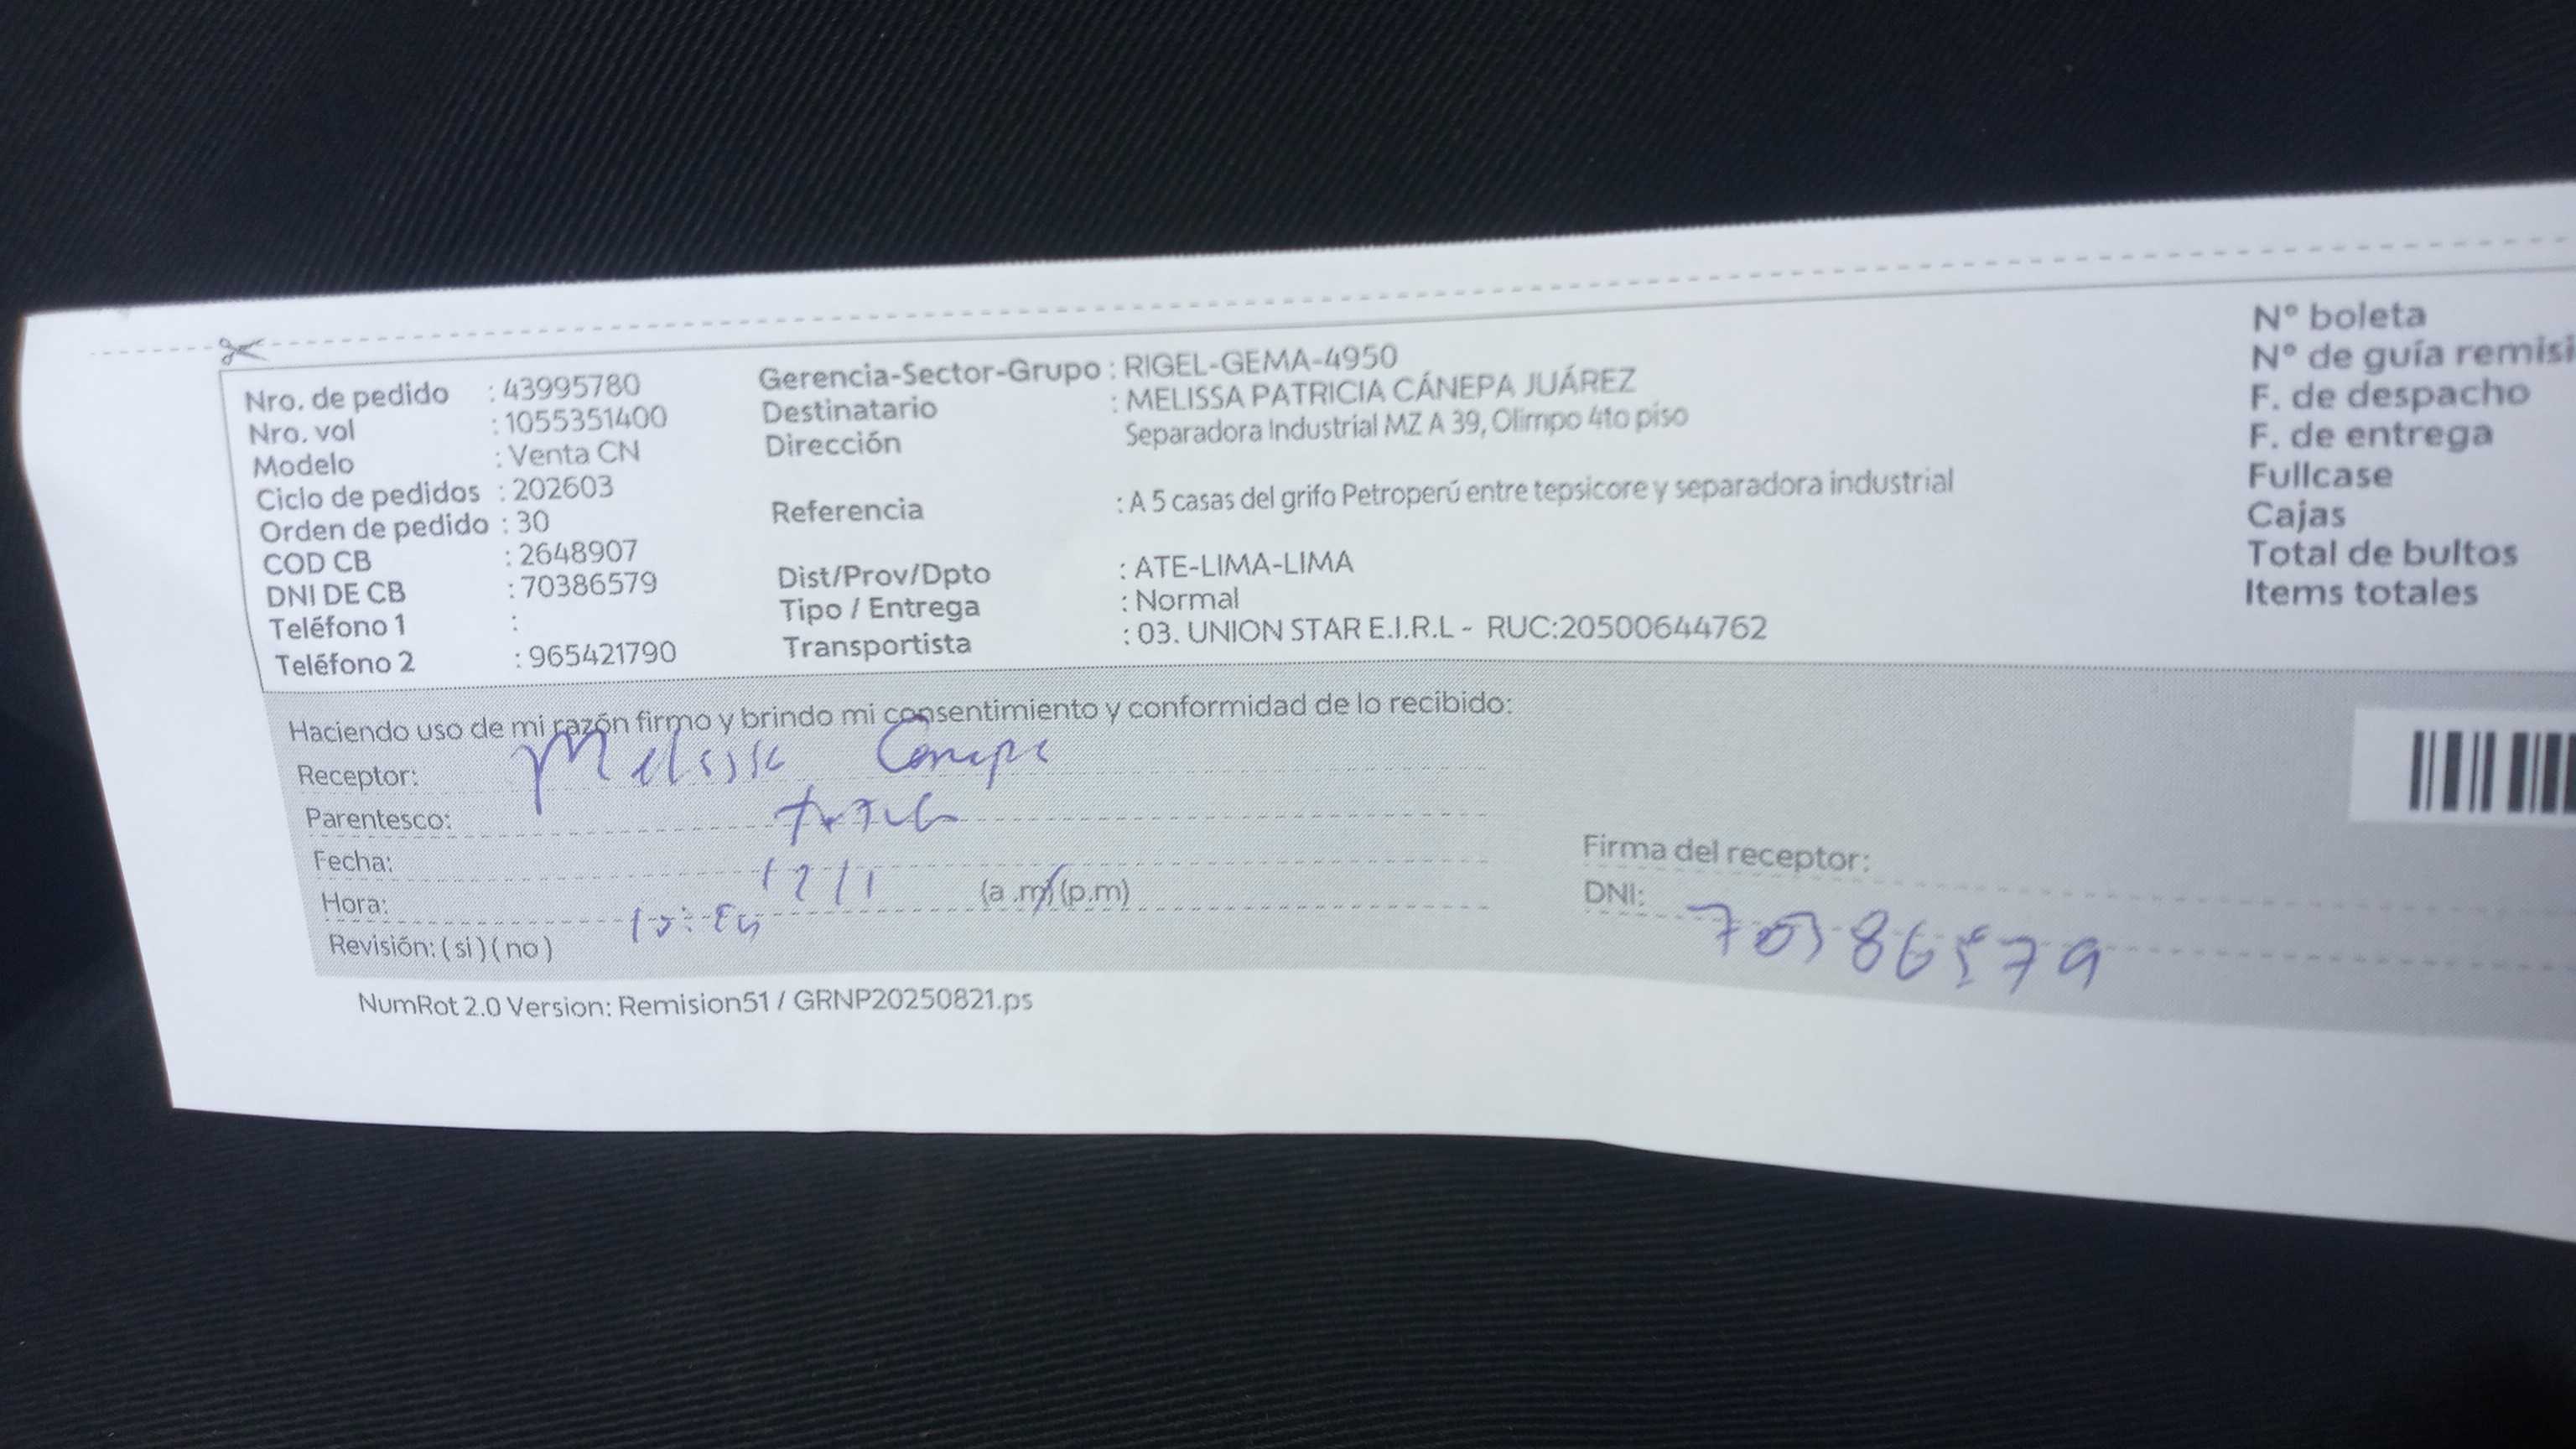 Nro. de pedido : 43995780
Nro. vol : 1055351400
Modelo : Venta CN
Ciclo de pedidos : 202603
Orden de pedido : 30
COD CB : 2648907
DNI DE CB : 70386579
Teléfono 1 :
Teléfono 2 : 965421790
Gerencia-Sector-Grupo : RIGEL-GEMA-4950
Destinatario : MELISSA PATRICIA CÁNEPA JUÁREZ
Dirección Separadora Industrial MZ A 39, Olimpo 4to piso
Referencia : A 5 casas del grifo Petroperú entre tepsicore y separadora industrial
Dist/Prov/Dpto : ATE-LIMA-LIMA
Tipo / Entrega : Normal
Transportista : 03. UNION STAR E.I.R.L - RUC:20500644762
N° boleta
N° de guía remisi
F. de despacho
F. de entrega
Fullcase
Cajas
Total de bultos
Items totales
Haciendo uso de mi razón firmo y brindo mi consentimiento y conformidad de lo recibido:
Receptor: Melissa Canepa
Parentesco:
Fecha:
Hora: (a .m)(p.m)
Revisión: ( si ) ( no )
Firma del receptor:
DNI: 70386579
NumRot 2.0 Version: Remision51 / GRNP20250821.ps